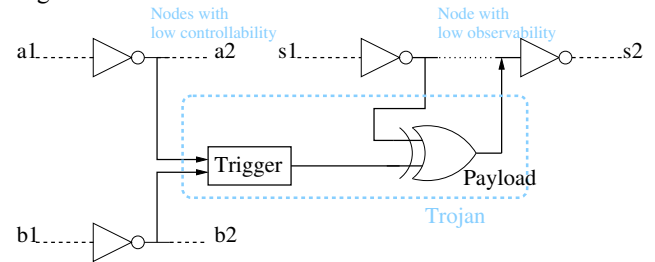 Nodes with
low controllability
Node with
low observability
a1
a2
s1
s2
Trigger
Payload
Trojan
b1
b2